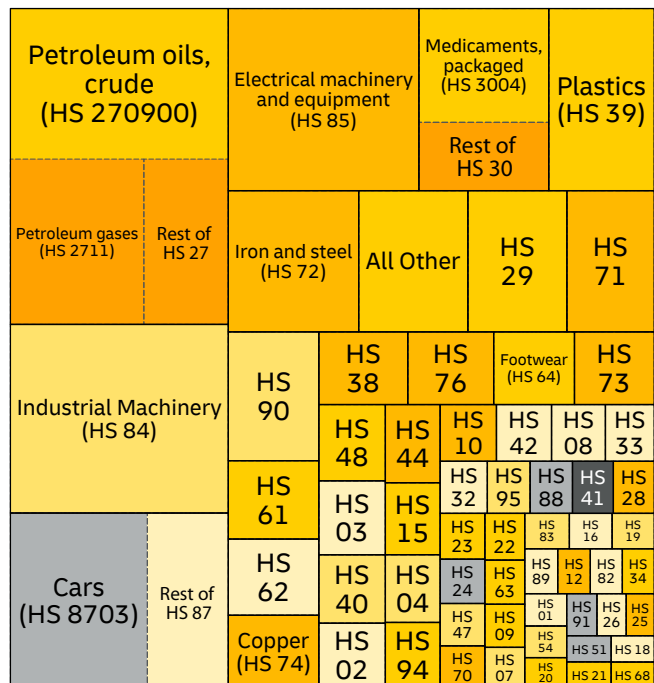 Petroleum oils,
crude
(HS 270900)
Petroleum gases
(HS 2711)
Rest of
HS 27
Industrial Machinery
(HS 84)
Cars
(HS 8703)
Rest of
HS 87
Electrical machinery
and equipment
(HS 85)
Medicaments,
packaged
(HS 3004)
Rest of
HS 30
Plastics
(HS 39)
Iron and steel
(HS 72)
All Other
HS
29
HS
71
HS
90
HS
61
HS
62
Copper
(HS 74)
HS
38
HS
76
Footwear
(HS 64)
HS
73
HS
48
HS
44
HS
03
HS
15
HS
40
HS
04
HS
02
HS
94
HS
10
HS
42
HS
08
HS
33
HS
32
HS
95
HS
88
HS
41
HS
28
HS
23
HS
22
HS
24
HS
63
HS
47
HS
09
HS
70
HS
07
HS
83
HS
16
HS
19
HS
89
HS
12
HS
82
HS
34
HS
01
HS
91
HS
26
HS
25
HS
54
HS 51
HS 18
HS
20
HS 21
HS 68